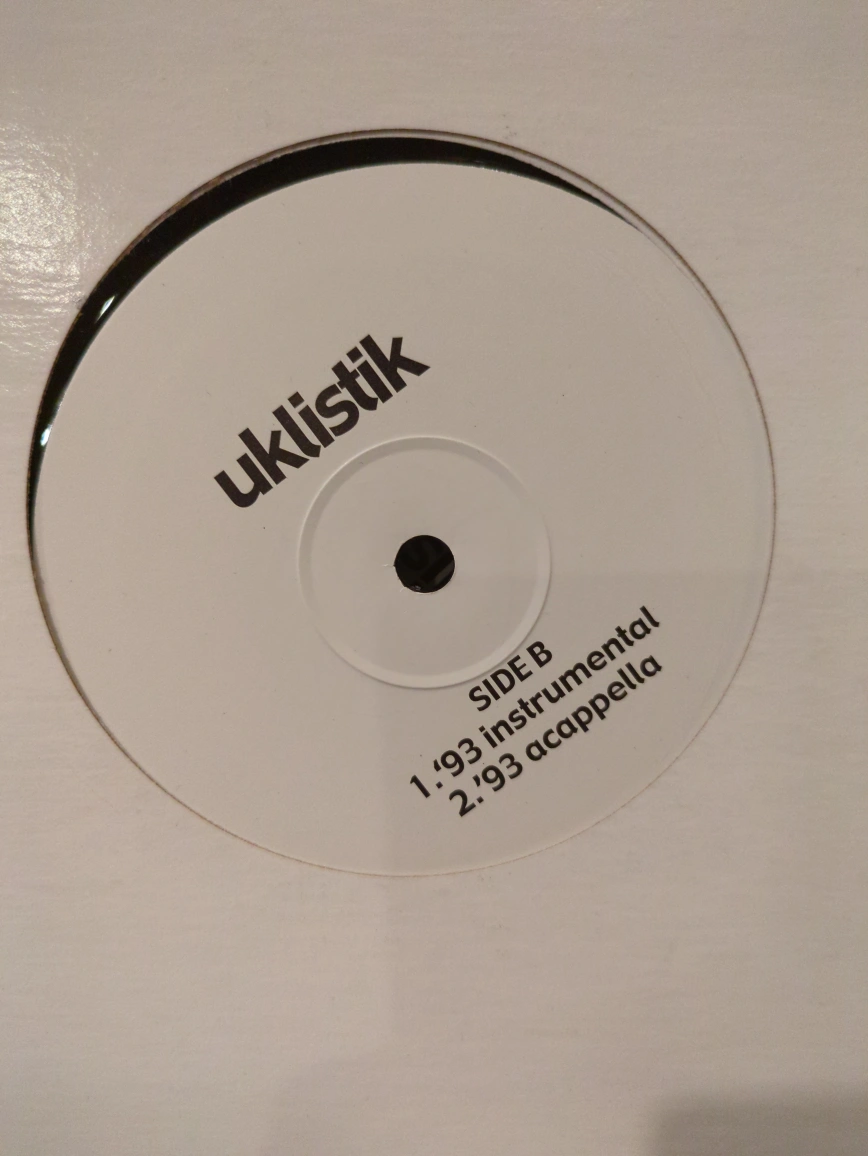 uklistik
SIDE B
1.‘93 instrumental
2.’93 acappella